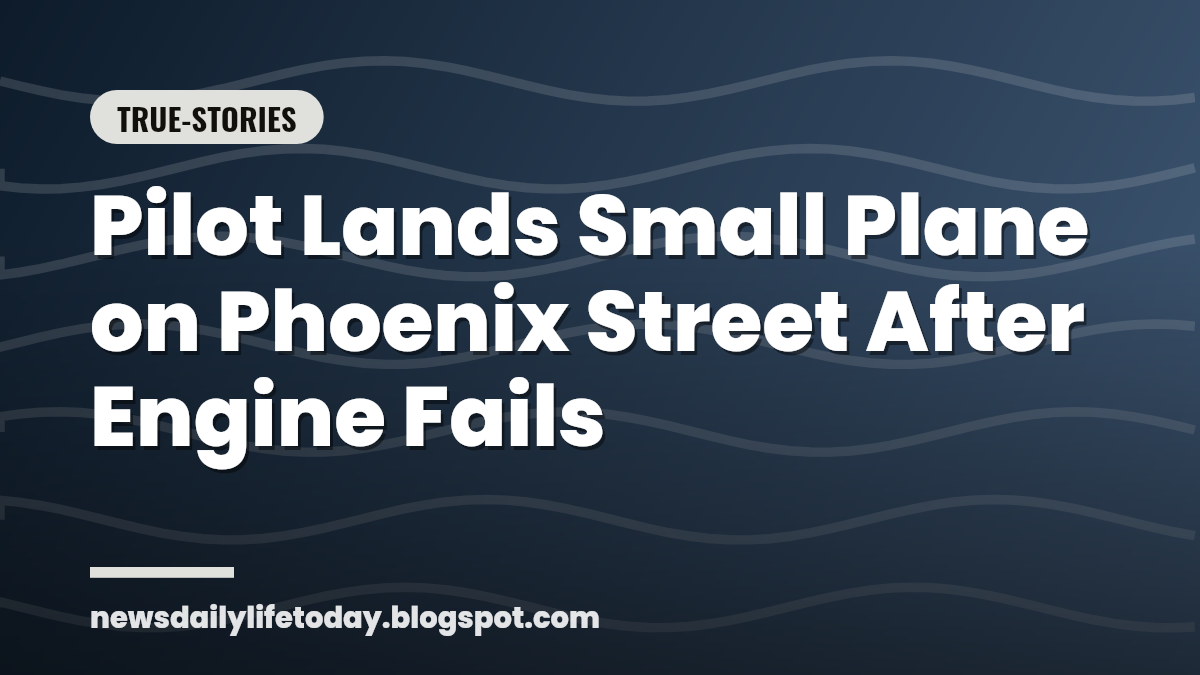 TRUE-STORIES
Pilot Lands Small Plane
on Phoenix Street After
Engine Fails
newsdailylifetoday.blogspot.com